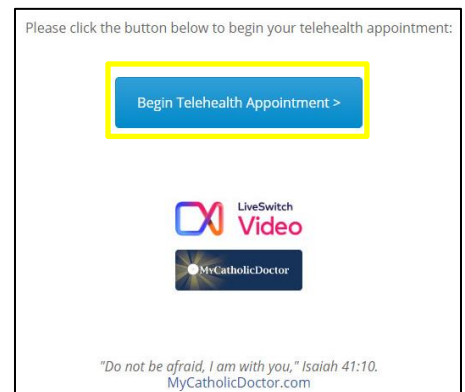 Please click the button below to begin your telehealth appointment:
Begin Telehealth Appointment >
LiveSwitch
Video
MyCatholicDoctor
"Do not be afraid, I am with you," Isaiah 41:10.
MyCatholicDoctor.com